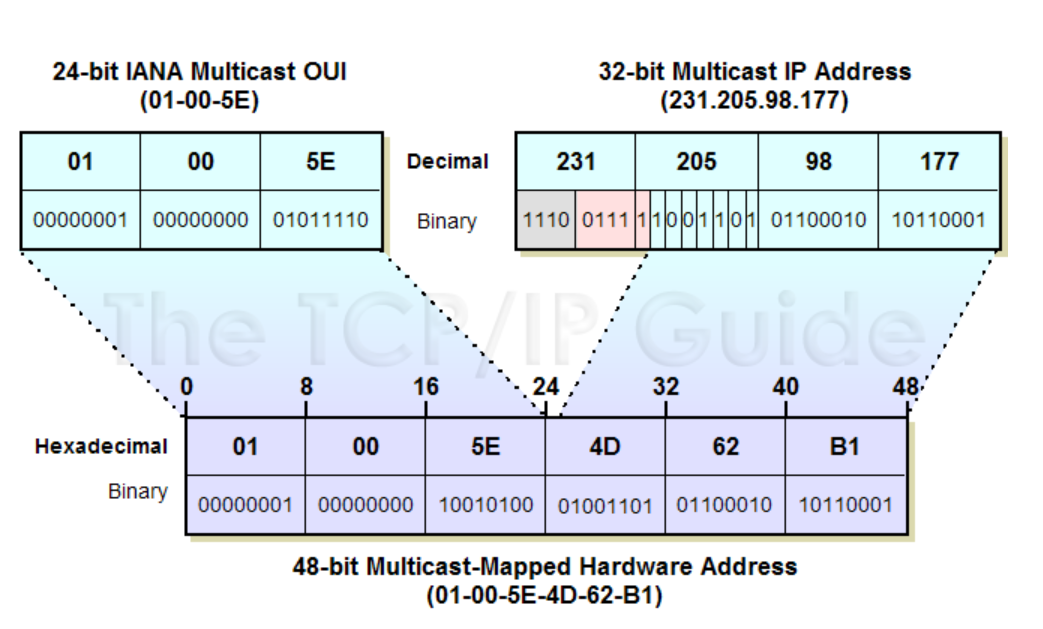 24-bit IANA Multicast OUI
(01-00-5E)
32-bit Multicast IP Address
(231.205.98.177)
01 00 5E
Decimal
231 205 98 177
00000001 00000000 01011110
Binary
1110 0111 1 1 0 0 1 1 0 1 01100010 10110001
The TCP/IP Guide
0 8 16 24 32 40 48
Hexadecimal
01 00 5E 4D 62 B1
Binary
00000001 00000000 10010100 01001101 01100010 10110001
48-bit Multicast-Mapped Hardware Address
(01-00-5E-4D-62-B1)